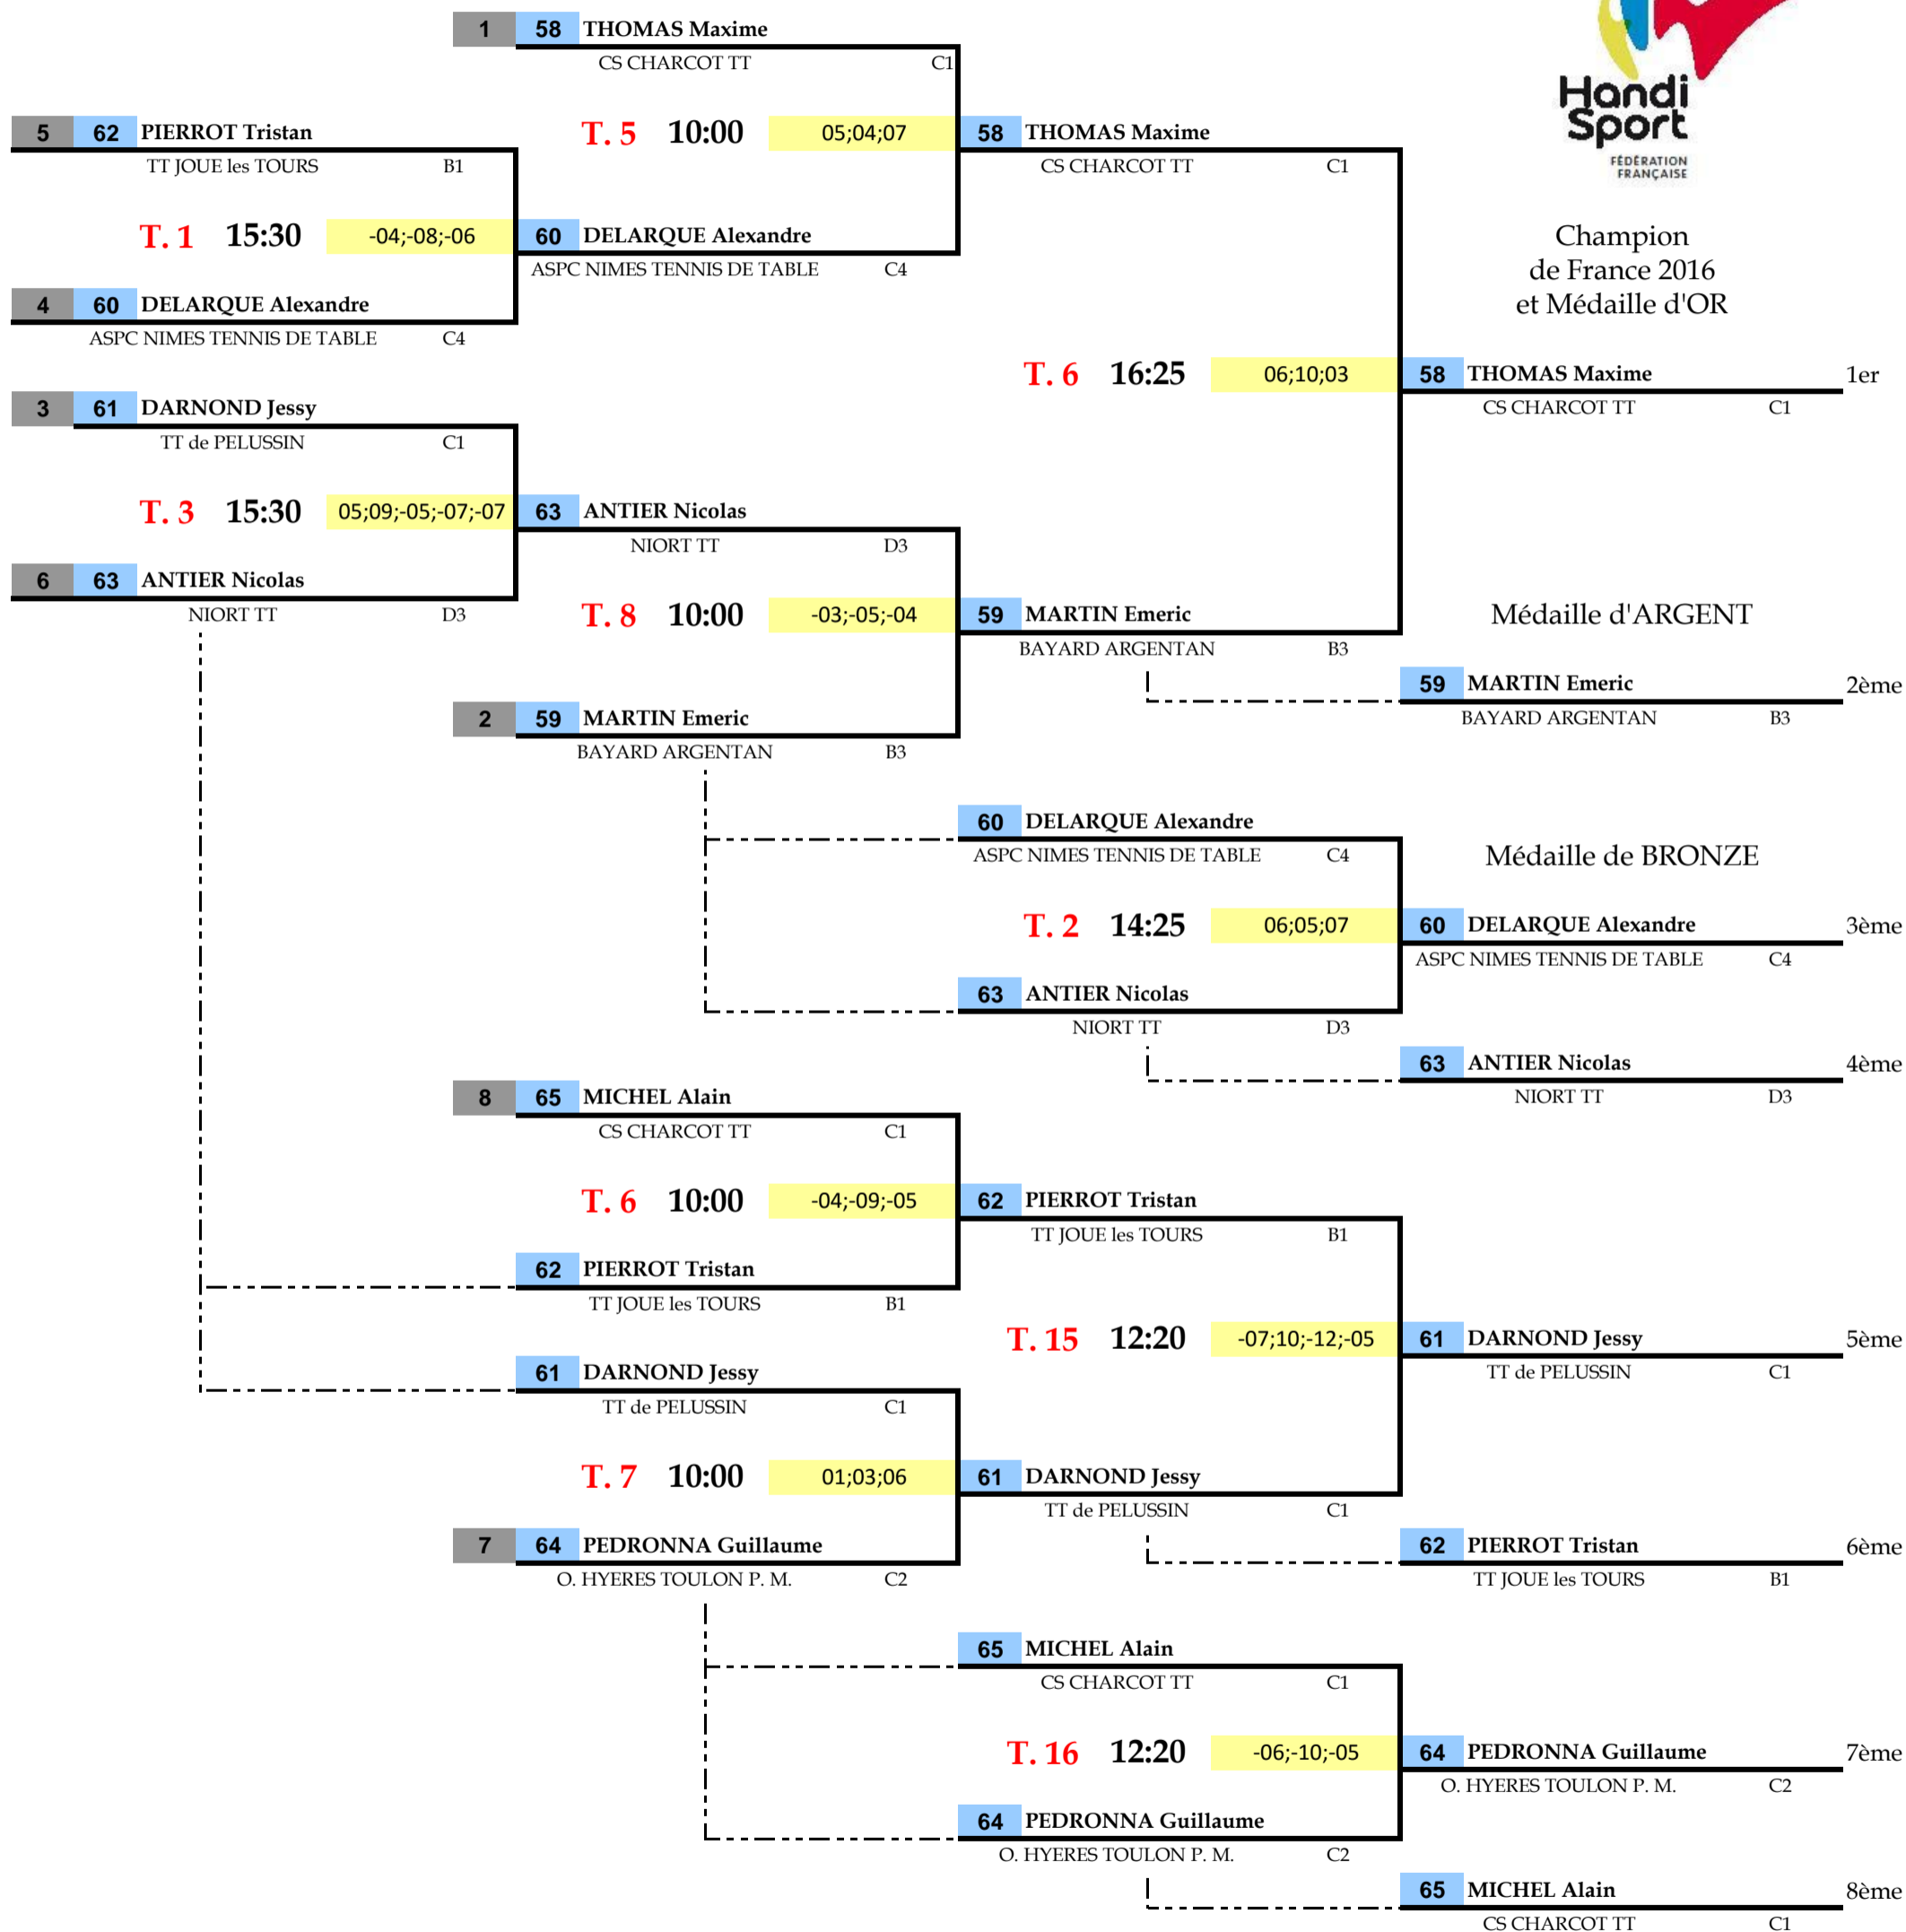 1 58 THOMAS Maxime
CS CHARCOT TT C1
Handi
Sport
FÉDÉRATION
FRANÇAISE
5 62 PIERROT Tristan T. 5 10:00 05;04;07 58 THOMAS Maxime
TT JOUE les TOURS B1 CS CHARCOT TT C1
T. 1 15:30 -04;-08;-06 60 DELARQUE Alexandre
ASPC NIMES TENNIS DE TABLE C4
Champion
de France 2016
et Médaille d'OR
4 60 DELARQUE Alexandre
ASPC NIMES TENNIS DE TABLE C4
T. 6 16:25 06;10;03 58 THOMAS Maxime 1er
CS CHARCOT TT C1
3 61 DARNOND Jessy
TT de PELUSSIN C1
T. 3 15:30 05;09;-05;-07;-07 63 ANTIER Nicolas
NIORT TT D3
6 63 ANTIER Nicolas
NIORT TT D3
T. 8 10:00 -03;-05;-04 59 MARTIN Emeric
BAYARD ARGENTAN B3
Médaille d'ARGENT
59 MARTIN Emeric 2ème
BAYARD ARGENTAN B3
2 59 MARTIN Emeric
BAYARD ARGENTAN B3
60 DELARQUE Alexandre
ASPC NIMES TENNIS DE TABLE C4
Médaille de BRONZE
T. 2 14:25 06;05;07 60 DELARQUE Alexandre 3ème
ASPC NIMES TENNIS DE TABLE C4
63 ANTIER Nicolas
NIORT TT D3
63 ANTIER Nicolas 4ème
NIORT TT D3
8 65 MICHEL Alain
CS CHARCOT TT C1
T. 6 10:00 -04;-09;-05 62 PIERROT Tristan
TT JOUE les TOURS B1
62 PIERROT Tristan
TT JOUE les TOURS B1
T. 15 12:20 -07;10;-12;-05 61 DARNOND Jessy 5ème
TT de PELUSSIN C1
61 DARNOND Jessy
TT de PELUSSIN C1
T. 7 10:00 01;03;06 61 DARNOND Jessy
TT de PELUSSIN C1
7 64 PEDRONNA Guillaume
O. HYERES TOULON P. M. C2
62 PIERROT Tristan 6ème
TT JOUE les TOURS B1
65 MICHEL Alain
CS CHARCOT TT C1
T. 16 12:20 -06;-10;-05 64 PEDRONNA Guillaume 7ème
O. HYERES TOULON P. M. C2
64 PEDRONNA Guillaume
O. HYERES TOULON P. M. C2
65 MICHEL Alain 8ème
CS CHARCOT TT C1